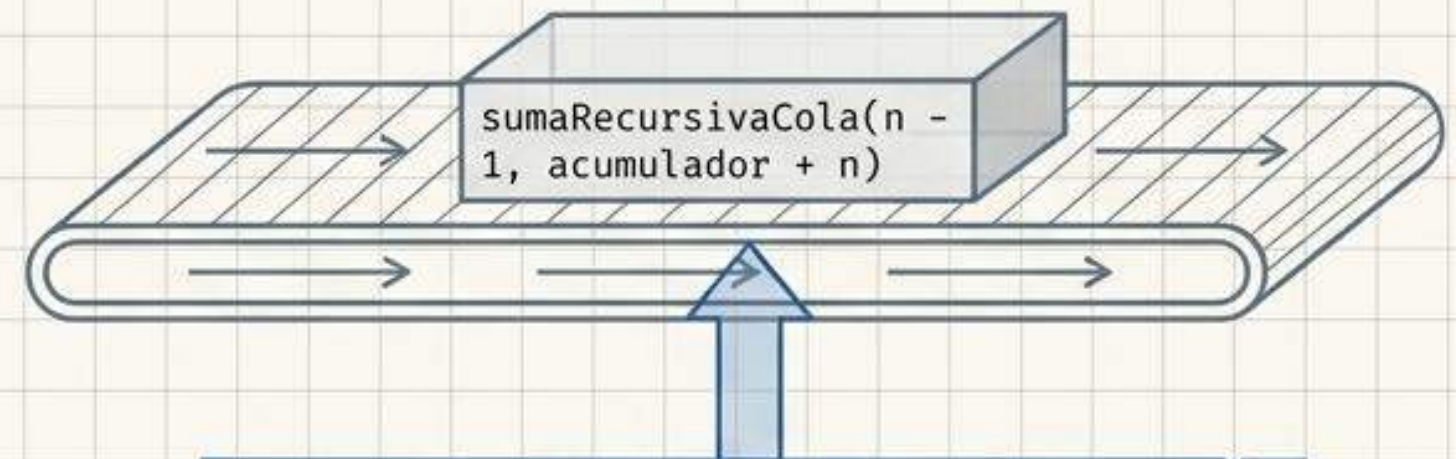 sumaRecursivaCola(n -
1, acumulador + n)